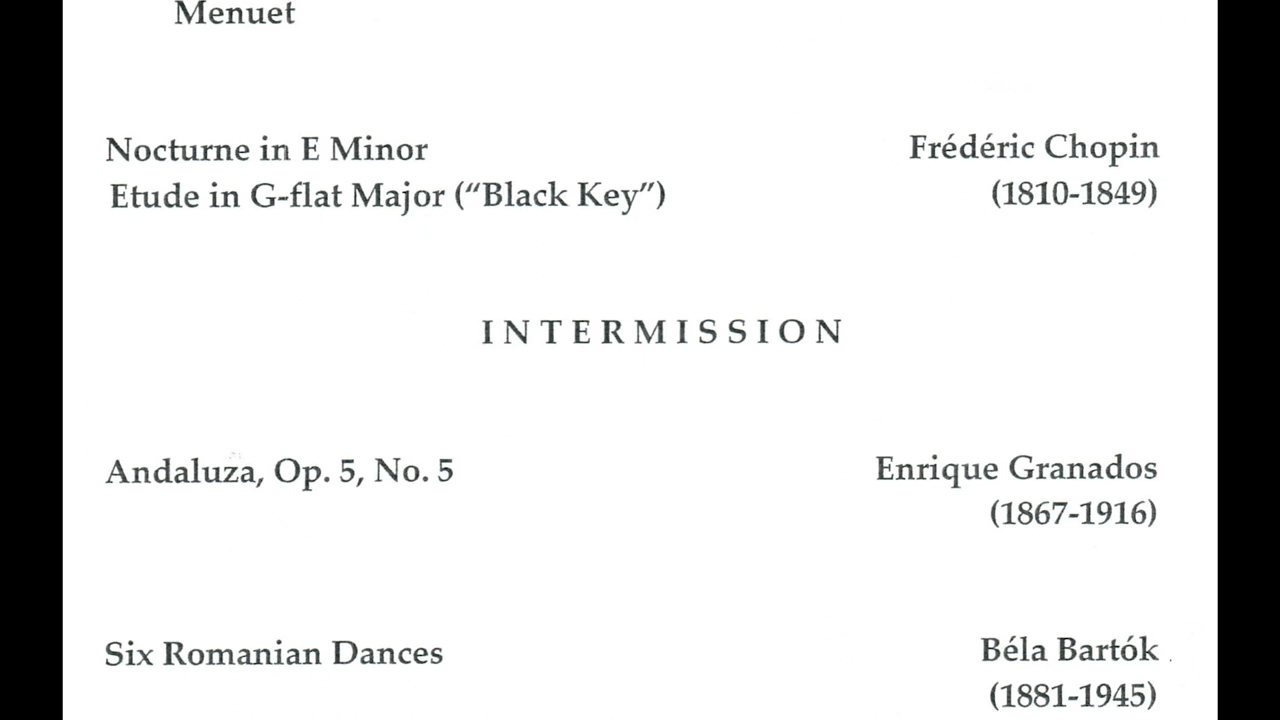 Menuet
Nocturne in E Minor Frédéric Chopin
Etude in G-flat Major (“Black Key”) (1810-1849)
INTERMISSION
Andaluza, Op. 5, No. 5 Enrique Granados
(1867-1916)
Six Romanian Dances Béla Bartók
(1881-1945)